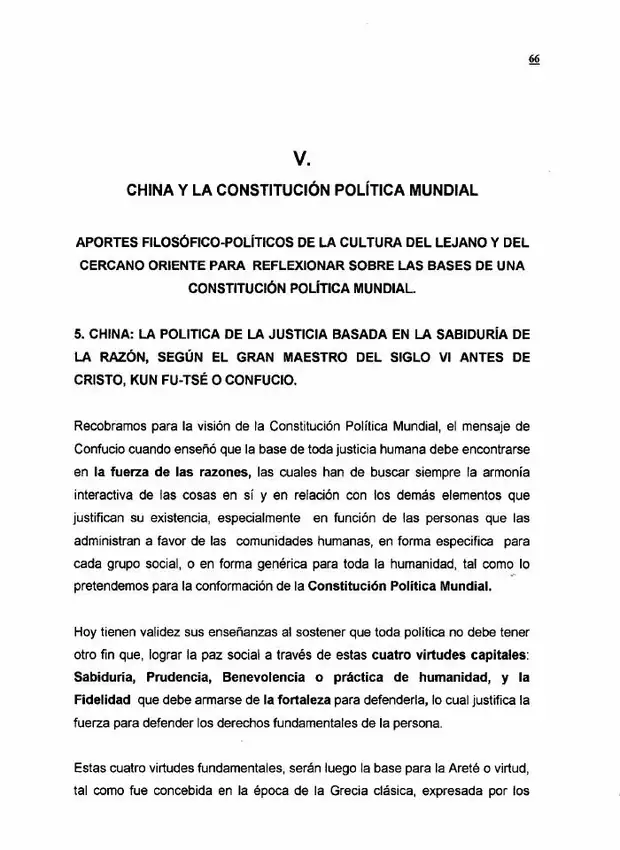 66
V.
CHINA Y LA CONSTITUCIÓN POLÍTICA MUNDIAL
APORTES FILOSÓFICO-POLÍTICOS DE LA CULTURA DEL LEJANO Y DEL
CERCANO ORIENTE PARA REFLEXIONAR SOBRE LAS BASES DE UNA
CONSTITUCIÓN POLÍTICA MUNDIAL.
5. CHINA: LA POLITICA DE LA JUSTICIA BASADA EN LA SABIDURÍA DE
LA RAZÓN, SEGÚN EL GRAN MAESTRO DEL SIGLO VI ANTES DE
CRISTO, KUN FU-TSÉ O CONFUCIO.
Recobramos para la visión de la Constitución Política Mundial, el mensaje de
Confucio cuando enseñó que la base de toda justicia humana debe encontrarse
en la fuerza de las razones, las cuales han de buscar siempre la armonía
interactiva de las cosas en sí y en relación con los demás elementos que
justifican su existencia, especialmente en función de las personas que las
administran a favor de las comunidades humanas, en forma especifica para
cada grupo social, o en forma genérica para toda la humanidad, tal como lo
pretendemos para la conformación de la Constitución Política Mundial.
Hoy tienen validez sus enseñanzas al sostener que toda política no debe tener
otro fin que, lograr la paz social a través de estas cuatro virtudes capitales:
Sabiduría, Prudencia, Benevolencia o práctica de humanidad, y la
Fidelidad que debe armarse de la fortaleza para defenderla, lo cual justifica la
fuerza para defender los derechos fundamentales de la persona.
Estas cuatro virtudes fundamentales, serán luego la base para la Areté o virtud,
tal como fue concebida en la época de la Grecia clásica, expresada por los